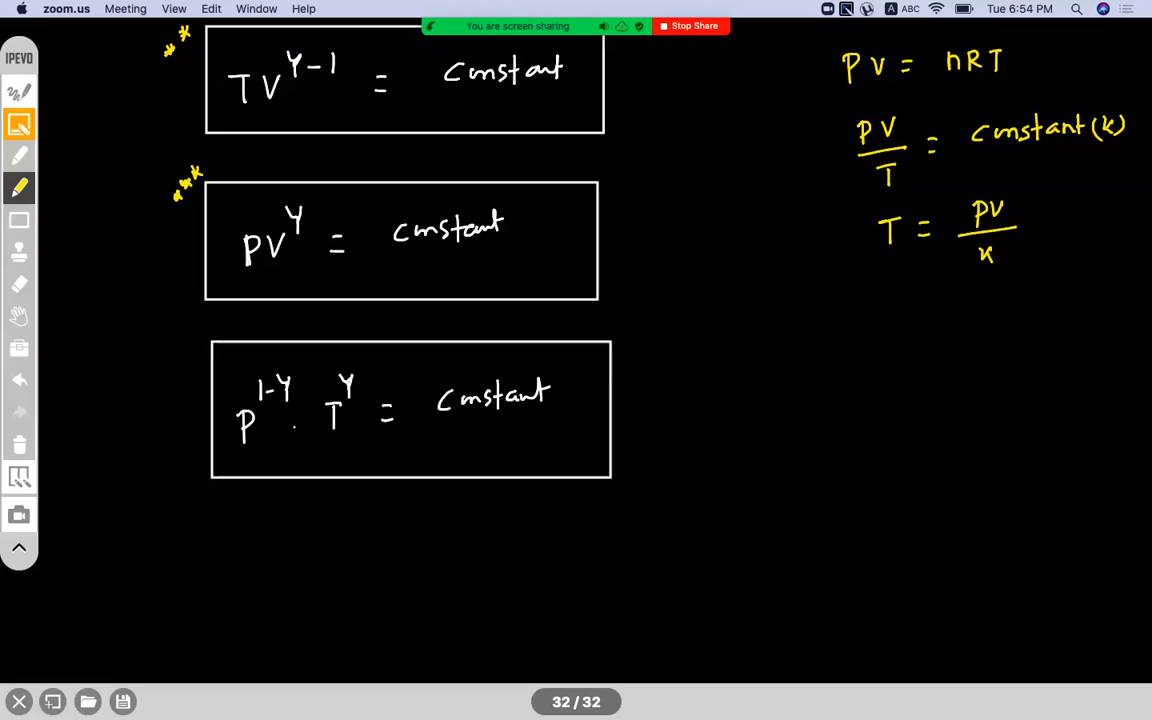 zoom.us Meeting View Edit Window Help
A ABC Tue 6:54 PM
You are screen sharing Stop Share
IPEVO
** 
TV^γ-1 = constant
***
PV^γ = constant
P^1-γ . T^γ = constant
PV = nRT
PV/T = constant (k)
T = PV/k
32 / 32